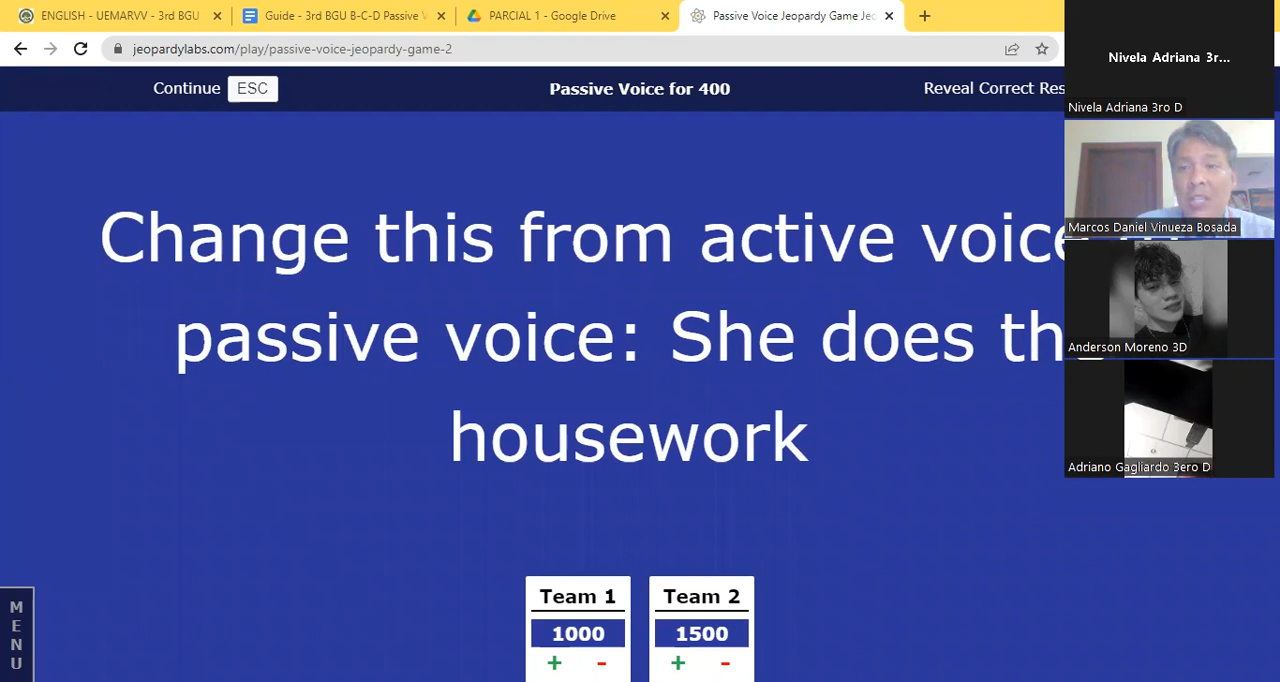 ENGLISH - UEMARVV - 3rd BGU
Guide - 3rd BGU B-C-D Passive V
PARCIAL 1 - Google Drive
Passive Voice Jeopardy Game Jeo
jeopardylabs.com/play/passive-voice-jeopardy-game-2
Continue ESC
Passive Voice for 400
Reveal Correct Res
Nivela Adriana 3r...
Nivela Adriana 3ro D
Marcos Daniel Vinueza Bosada
Anderson Moreno 3D
Adriano Gagliardo 3ero D
Change this from active voice
passive voice: She does th
housework
MENU
Team 1
1000
+ -
Team 2
1500
+ -